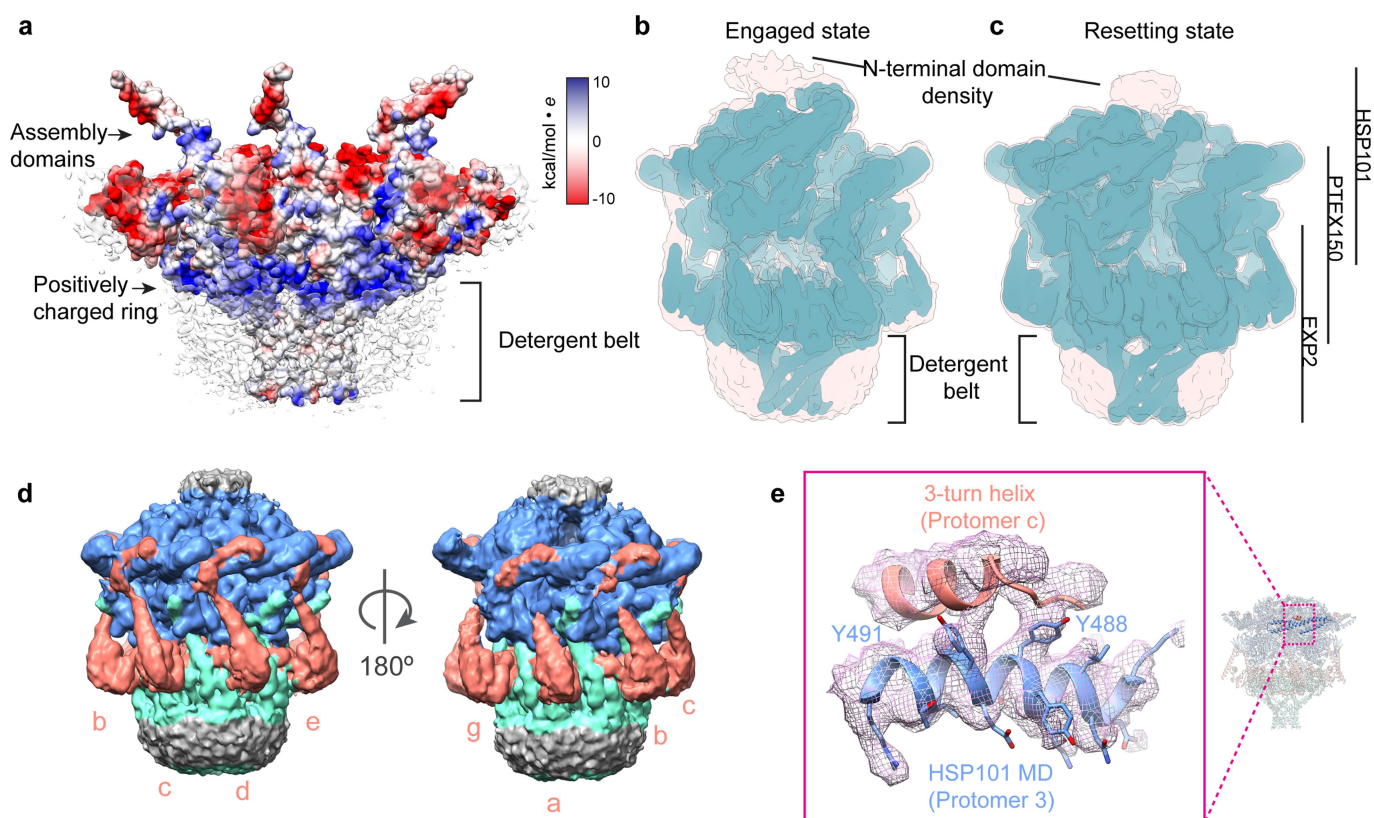 a
Assembly
domains
Positively
charged ring
10
0
-10
kcal/mol • e
Detergent belt
b
Engaged state
c
Resetting state
N-terminal domain
density
Detergent
belt
HSP101
PTEX150
EXP2
d
b
c
d
e
180º
g
a
b
c
e
3-turn helix
(Protomer c)
Y491
Y488
HSP101 MD
(Protomer 3)